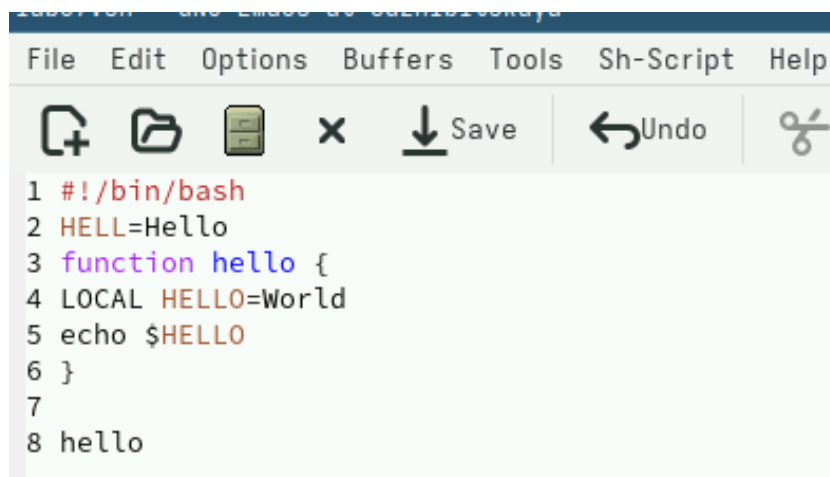 File Edit Options Buffers Tools Sh-Script Help
Save Undo
1 #!/bin/bash
2 HELL=Hello
3 function hello {
4 LOCAL HELLO=World
5 echo $HELLO
6 }
7
8 hello